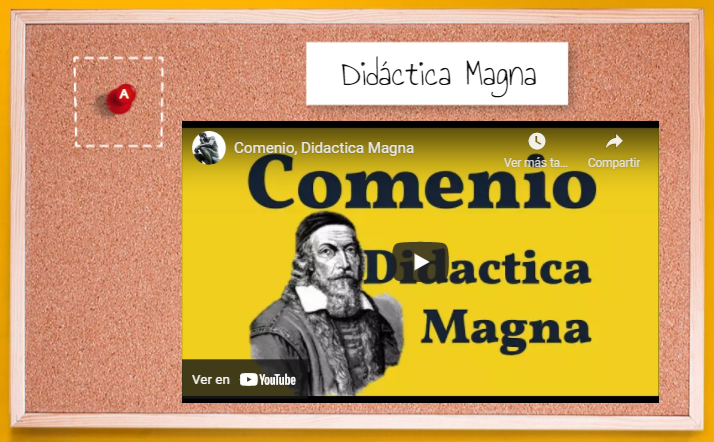 Didáctica Magna
A
Comenio, Didactica Magna
Ver más ta...
Compartir
Comenio
Didactica
Magna
Ver en YouTube